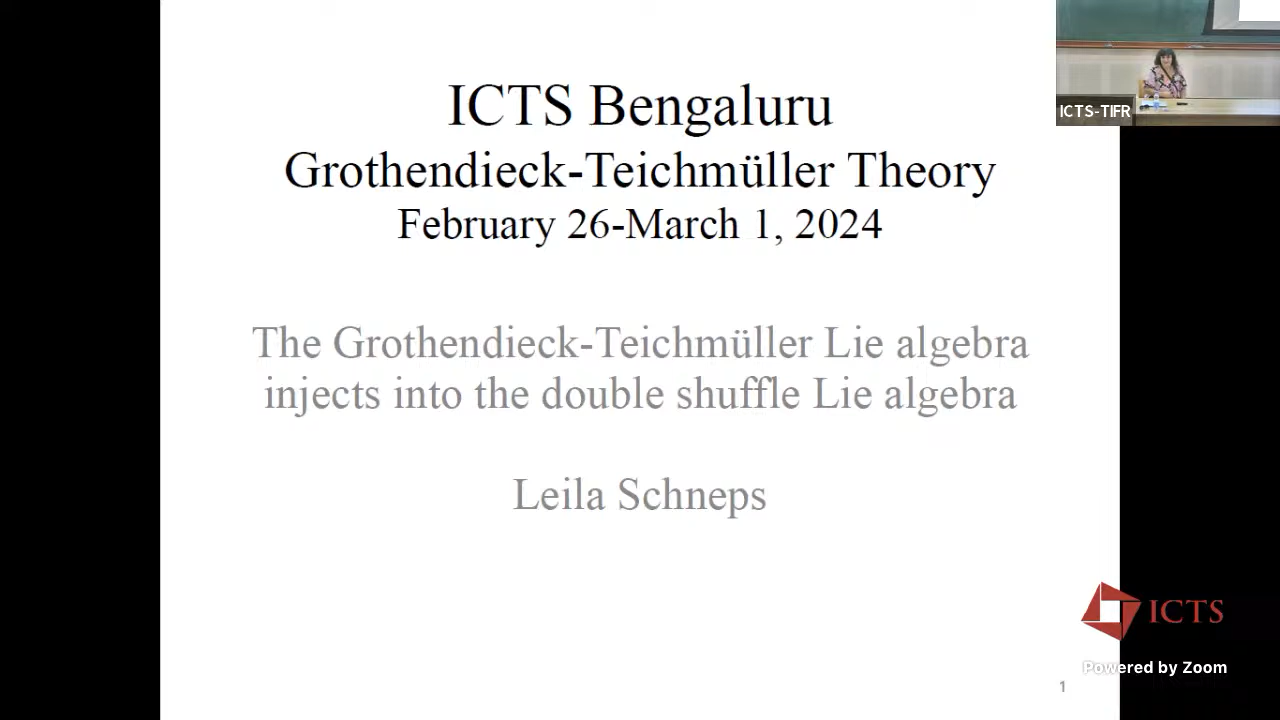 ICTS Bengaluru
Grothendieck-Teichmüller Theory
February 26-March 1, 2024
The Grothendieck-Teichmüller Lie algebra
injects into the double shuffle Lie algebra
Leila Schneps
ICTS-TIFR
ICTS
Powered by Zoom
1